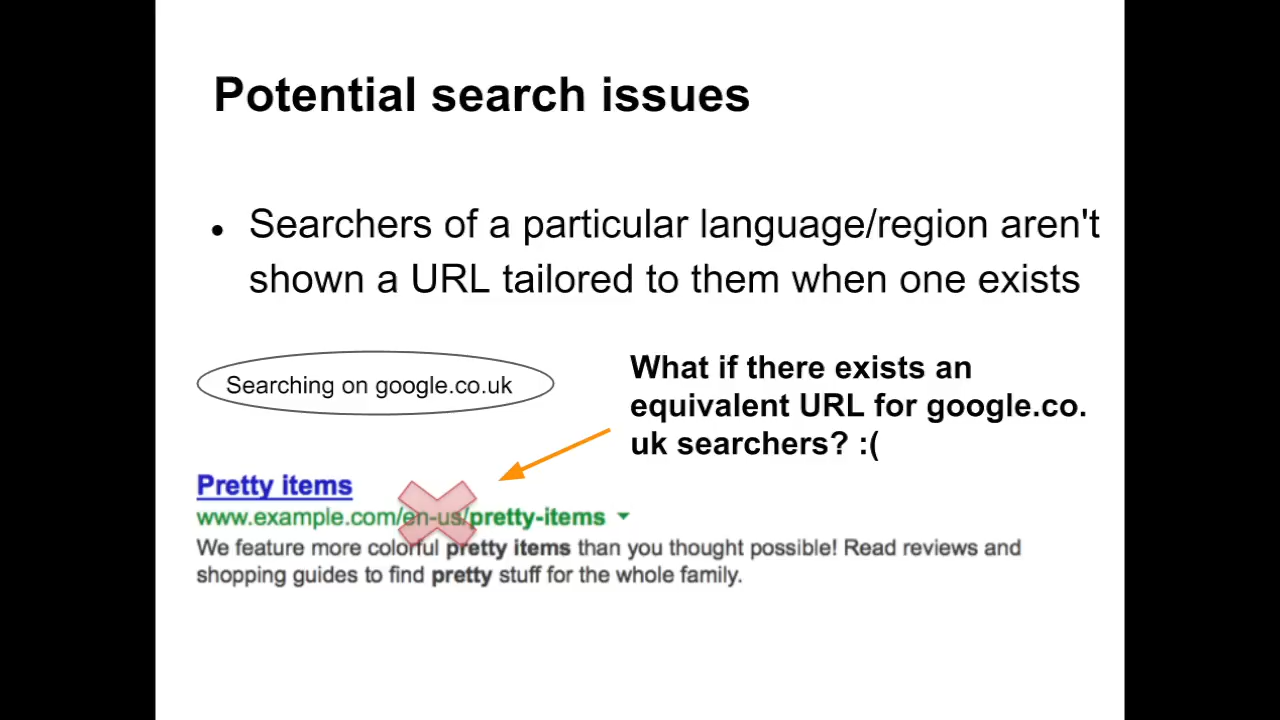 Potential search issues
● Searchers of a particular language/region aren't
shown a URL tailored to them when one exists
Searching on google.co.uk
What if there exists an
equivalent URL for google.co.
uk searchers? :(
Pretty items
www.example.com/en-us/pretty-items
We feature more colorful pretty items than you thought possible! Read reviews and
shopping guides to find pretty stuff for the whole family.